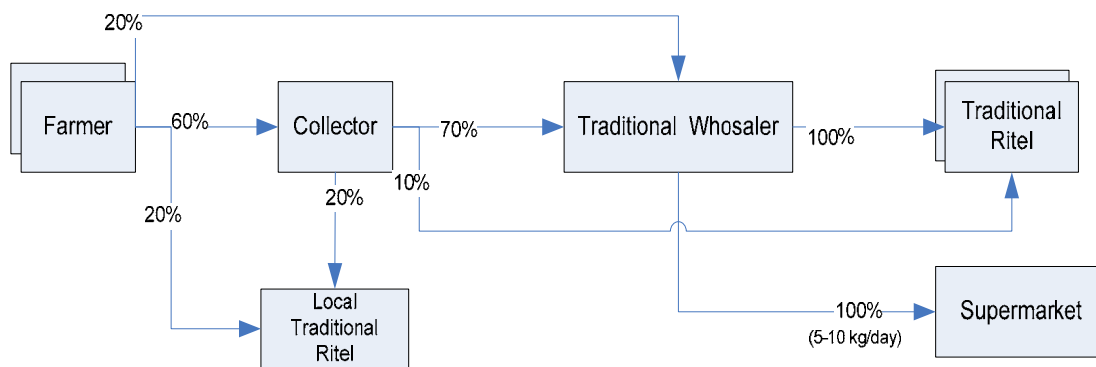 20%
Farmer
60%
Collector
70%
Traditional Whosaler
100%
Traditional
Ritel
10%
20%
20%
Local
Traditional
Ritel
100%
(5-10 kg/day)
Supermarket